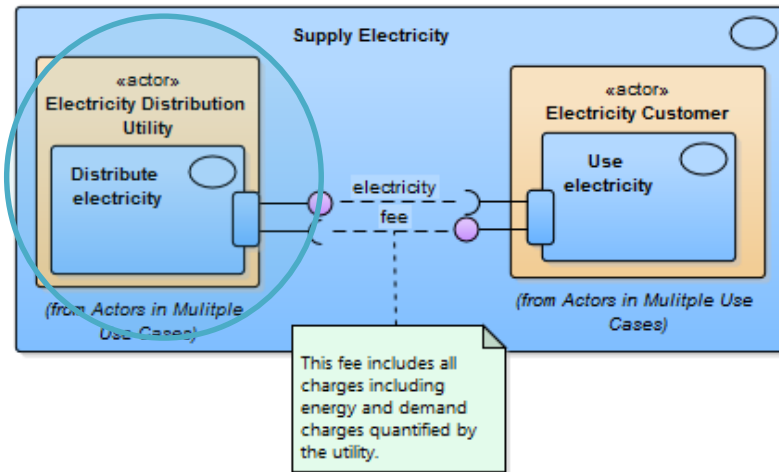 Supply Electricity
«actor»
Electricity Distribution
Utility
Distribute
electricity
(from Actors in Mulitple
Use Cases)
electricity
fee
«actor»
Electricity Customer
Use
electricity
(from Actors in Mulitple Use
Cases)
This fee includes all
charges including
energy and demand
charges quantified by
the utility.